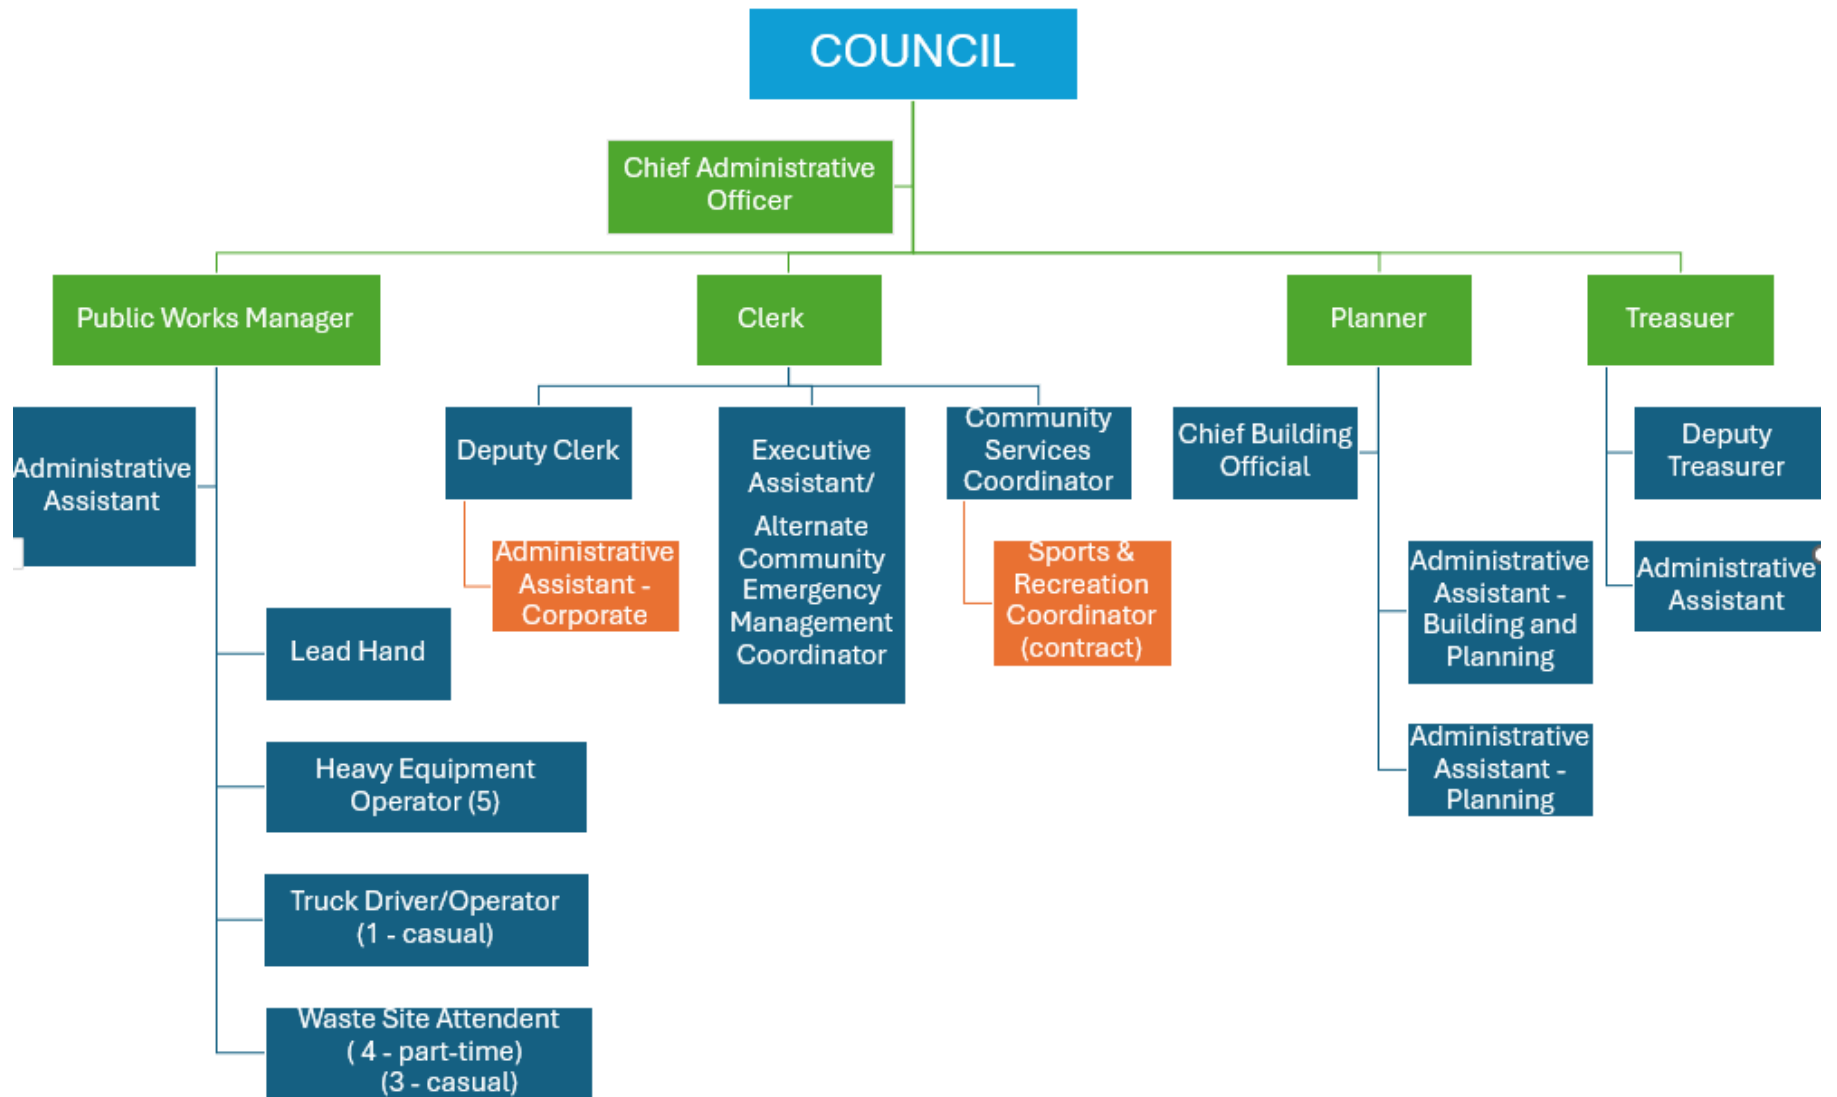 COUNCIL
Chief Administrative
Officer
Public Works Manager
Clerk
Planner
Treasuer
Administrative
Assistant
Deputy Clerk
Executive
Assistant/
Alternate
Community
Emergency
Management
Coordinator
Community
Services
Coordinator
Chief Building
Official
Deputy
Treasurer
Administrative
Assistant -
Corporate
Sports &
Recreation
Coordinator
(contract)
Administrative
Assistant -
Building and
Planning
Administrative
Assistant
Lead Hand
Administrative
Assistant -
Planning
Heavy Equipment
Operator (5)
Truck Driver/Operator
(1 - casual)
Waste Site Attendent
( 4 - part-time)
(3 - casual)